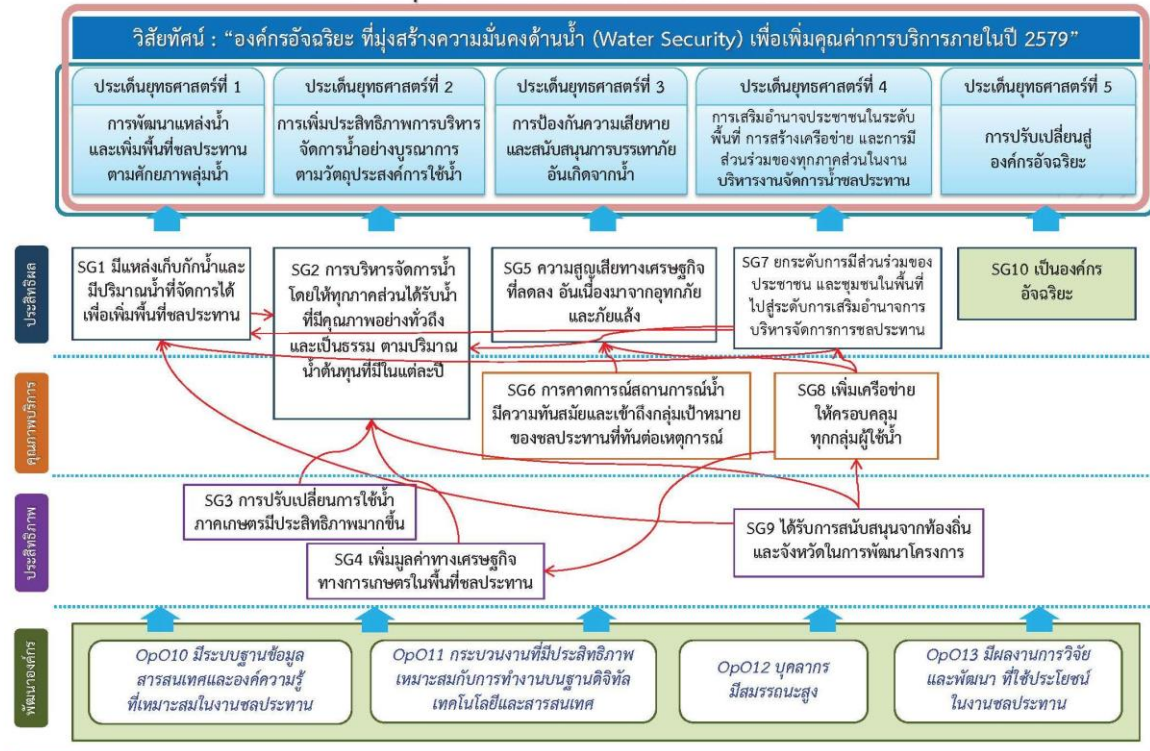 วิสัยทัศน์ : “องค์กรอัจฉริยะ ที่มุ่งสร้างความมั่นคงด้านน้ำ (Water Security) เพื่อเพิ่มคุณค่าการบริการภายในปี 2579”
ประเด็นยุทธศาสตร์ที่ 1
การพัฒนาแหล่งน้ำ
และเพิ่มพื้นที่ชลประทาน
ตามศักยภาพลุ่มน้ำ
ประเด็นยุทธศาสตร์ที่ 2
การเพิ่มประสิทธิภาพการบริหาร
จัดการน้ำอย่างบูรณาการ
ตามวัตถุประสงค์การใช้น้ำ
ประเด็นยุทธศาสตร์ที่ 3
การป้องกันความเสียหาย
และสนับสนุนการบรรเทาภัย
อันเกิดจากน้ำ
ประเด็นยุทธศาสตร์ที่ 4
การเสริมอำนาจประชาชนในระดับ
พื้นที่ การสร้างเครือข่าย และการมี
ส่วนร่วมของทุกภาคส่วนในงาน
บริหารงานจัดการน้ำชลประทาน
ประเด็นยุทธศาสตร์ที่ 5
การปรับเปลี่ยนสู่
องค์กรอัจฉริยะ
ประสิทธิผล
SG1 มีแหล่งเก็บกักน้ำและ
มีปริมาณน้ำที่จัดการได้
เพื่อเพิ่มพื้นที่ชลประทาน
SG2 การบริหารจัดการน้ำ
โดยให้ทุกภาคส่วนได้รับน้ำ
ที่มีคุณภาพอย่างทั่วถึง
และเป็นธรรม ตามปริมาณ
น้ำต้นทุนที่มีในแต่ละปี
SG5 ความสูญเสียทางเศรษฐกิจ
ที่ลดลง อันเนื่องมาจากอุทกภัย
และภัยแล้ง
SG7 ยกระดับการมีส่วนร่วมของ
ประชาชน และชุมชนในพื้นที่
ไปสู่ระดับการเสริมอำนาจการ
บริหารจัดการการชลประทาน
SG10 เป็นองค์กร
อัจฉริยะ
คุณภาพบริการ
SG6 การคาดการณ์สถานการณ์น้ำ
มีความทันสมัยและเข้าถึงกลุ่มเป้าหมาย
ของชลประทานที่ทันต่อเหตุการณ์
SG8 เพิ่มเครือข่าย
ให้ครอบคลุม
ทุกกลุ่มผู้ใช้น้ำ
ประสิทธิภาพ
SG3 การปรับเปลี่ยนการใช้น้ำ
ภาคเกษตรมีประสิทธิภาพมากขึ้น
SG4 เพิ่มมูลค่าทางเศรษฐกิจ
ทางการเกษตรในพื้นที่ชลประทาน
SG9 ได้รับการสนับสนุนจากท้องถิ่น
และจังหวัดในการพัฒนาโครงการ
พัฒนาองค์กร
OpO10 มีระบบฐานข้อมูล
สารสนเทศและองค์ความรู้
ที่เหมาะสมในงานชลประทาน
OpO11 กระบวนงานที่มีประสิทธิภาพ
เหมาะสมกับการทำงานบนฐานดิจิทัล
เทคโนโลยีและสารสนเทศ
OpO12 บุคลากร
มีสมรรถนะสูง
OpO13 มีผลงานการวิจัย
และพัฒนา ที่ใช้ประโยชน์
ในงานชลประทาน